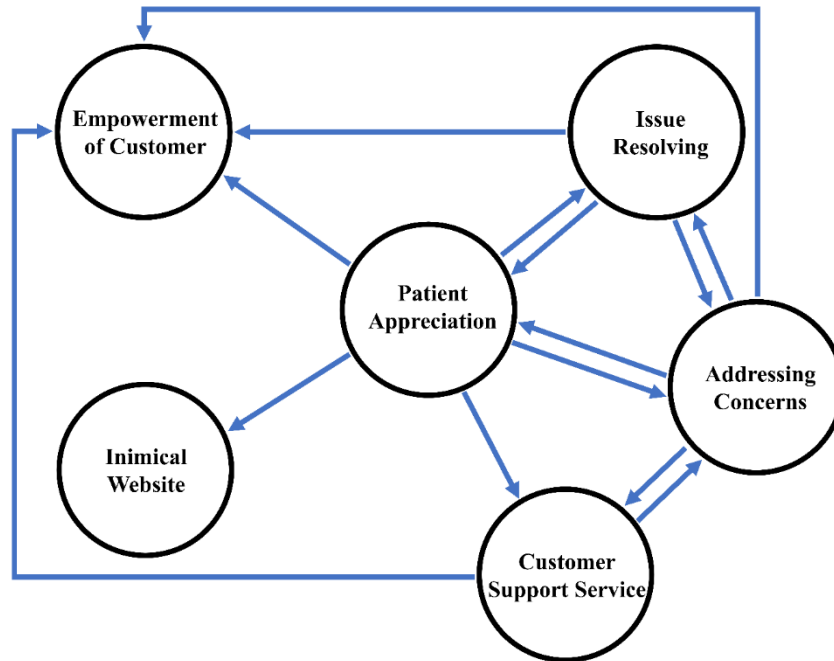 Empowerment
of Customer
Issue
Resolving
Patient
Appreciation
Addressing
Concerns
Inimical
Website
Customer
Support Service